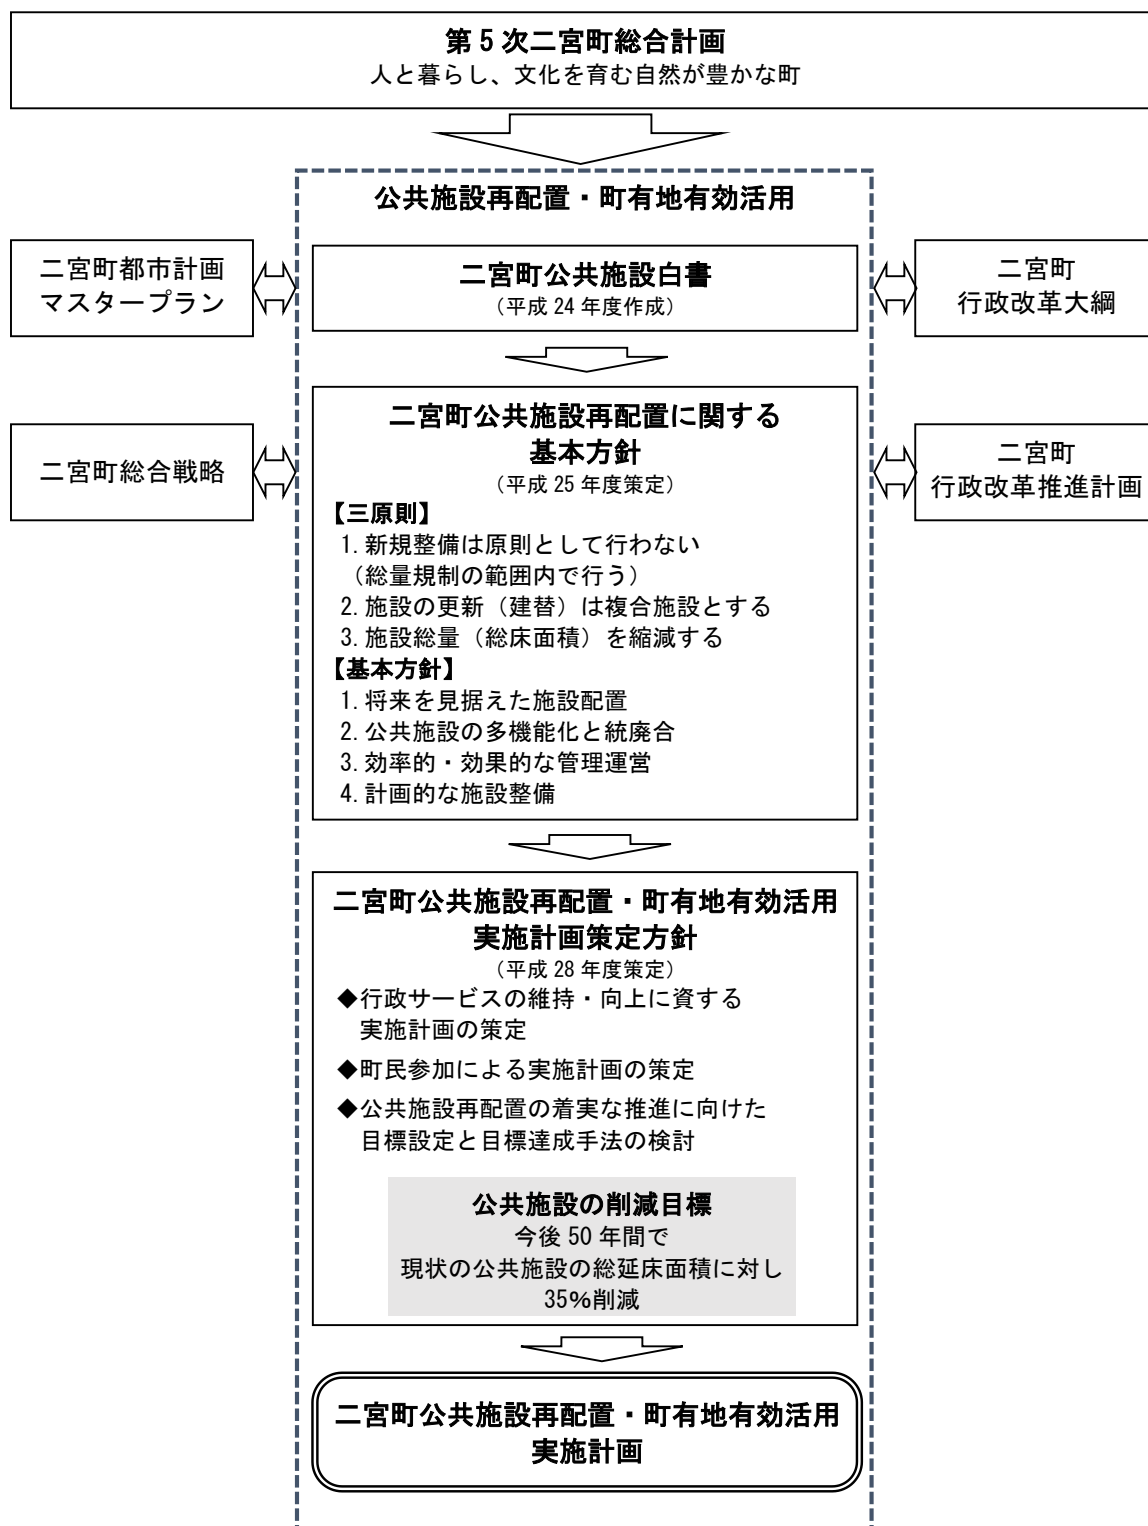 第5次二宮町総合計画
人と暮らし、文化を育む自然が豊かな町
公共施設再配置・町有地有効活用
二宮町都市計画
マスタープラン
二宮町公共施設白書
（平成24年度作成）
二宮町
行政改革大綱
二宮町総合戦略
二宮町公共施設再配置に関する
基本方針
（平成25年度策定）
【三原則】
1.新規整備は原則として行わない
（総量規制の範囲内で行う）
2.施設の更新（建替）は複合施設とする
3.施設総量（総床面積）を縮減する
【基本方針】
1.将来を見据えた施設配置
2.公共施設の多機能化と統廃合
3.効率的・効果的な管理運営
4.計画的な施設整備
二宮町
行政改革推進計画
二宮町公共施設再配置・町有地有効活用
実施計画策定方針
（平成28年度策定）
◆行政サービスの維持・向上に資する
実施計画の策定
◆町民参加による実施計画の策定
◆公共施設再配置の着実な推進に向けた
目標設定と目標達成手法の検討
公共施設の削減目標
今後50年間で
現状の公共施設の総延床面積に対し
35%削減
二宮町公共施設再配置・町有地有効活用
実施計画